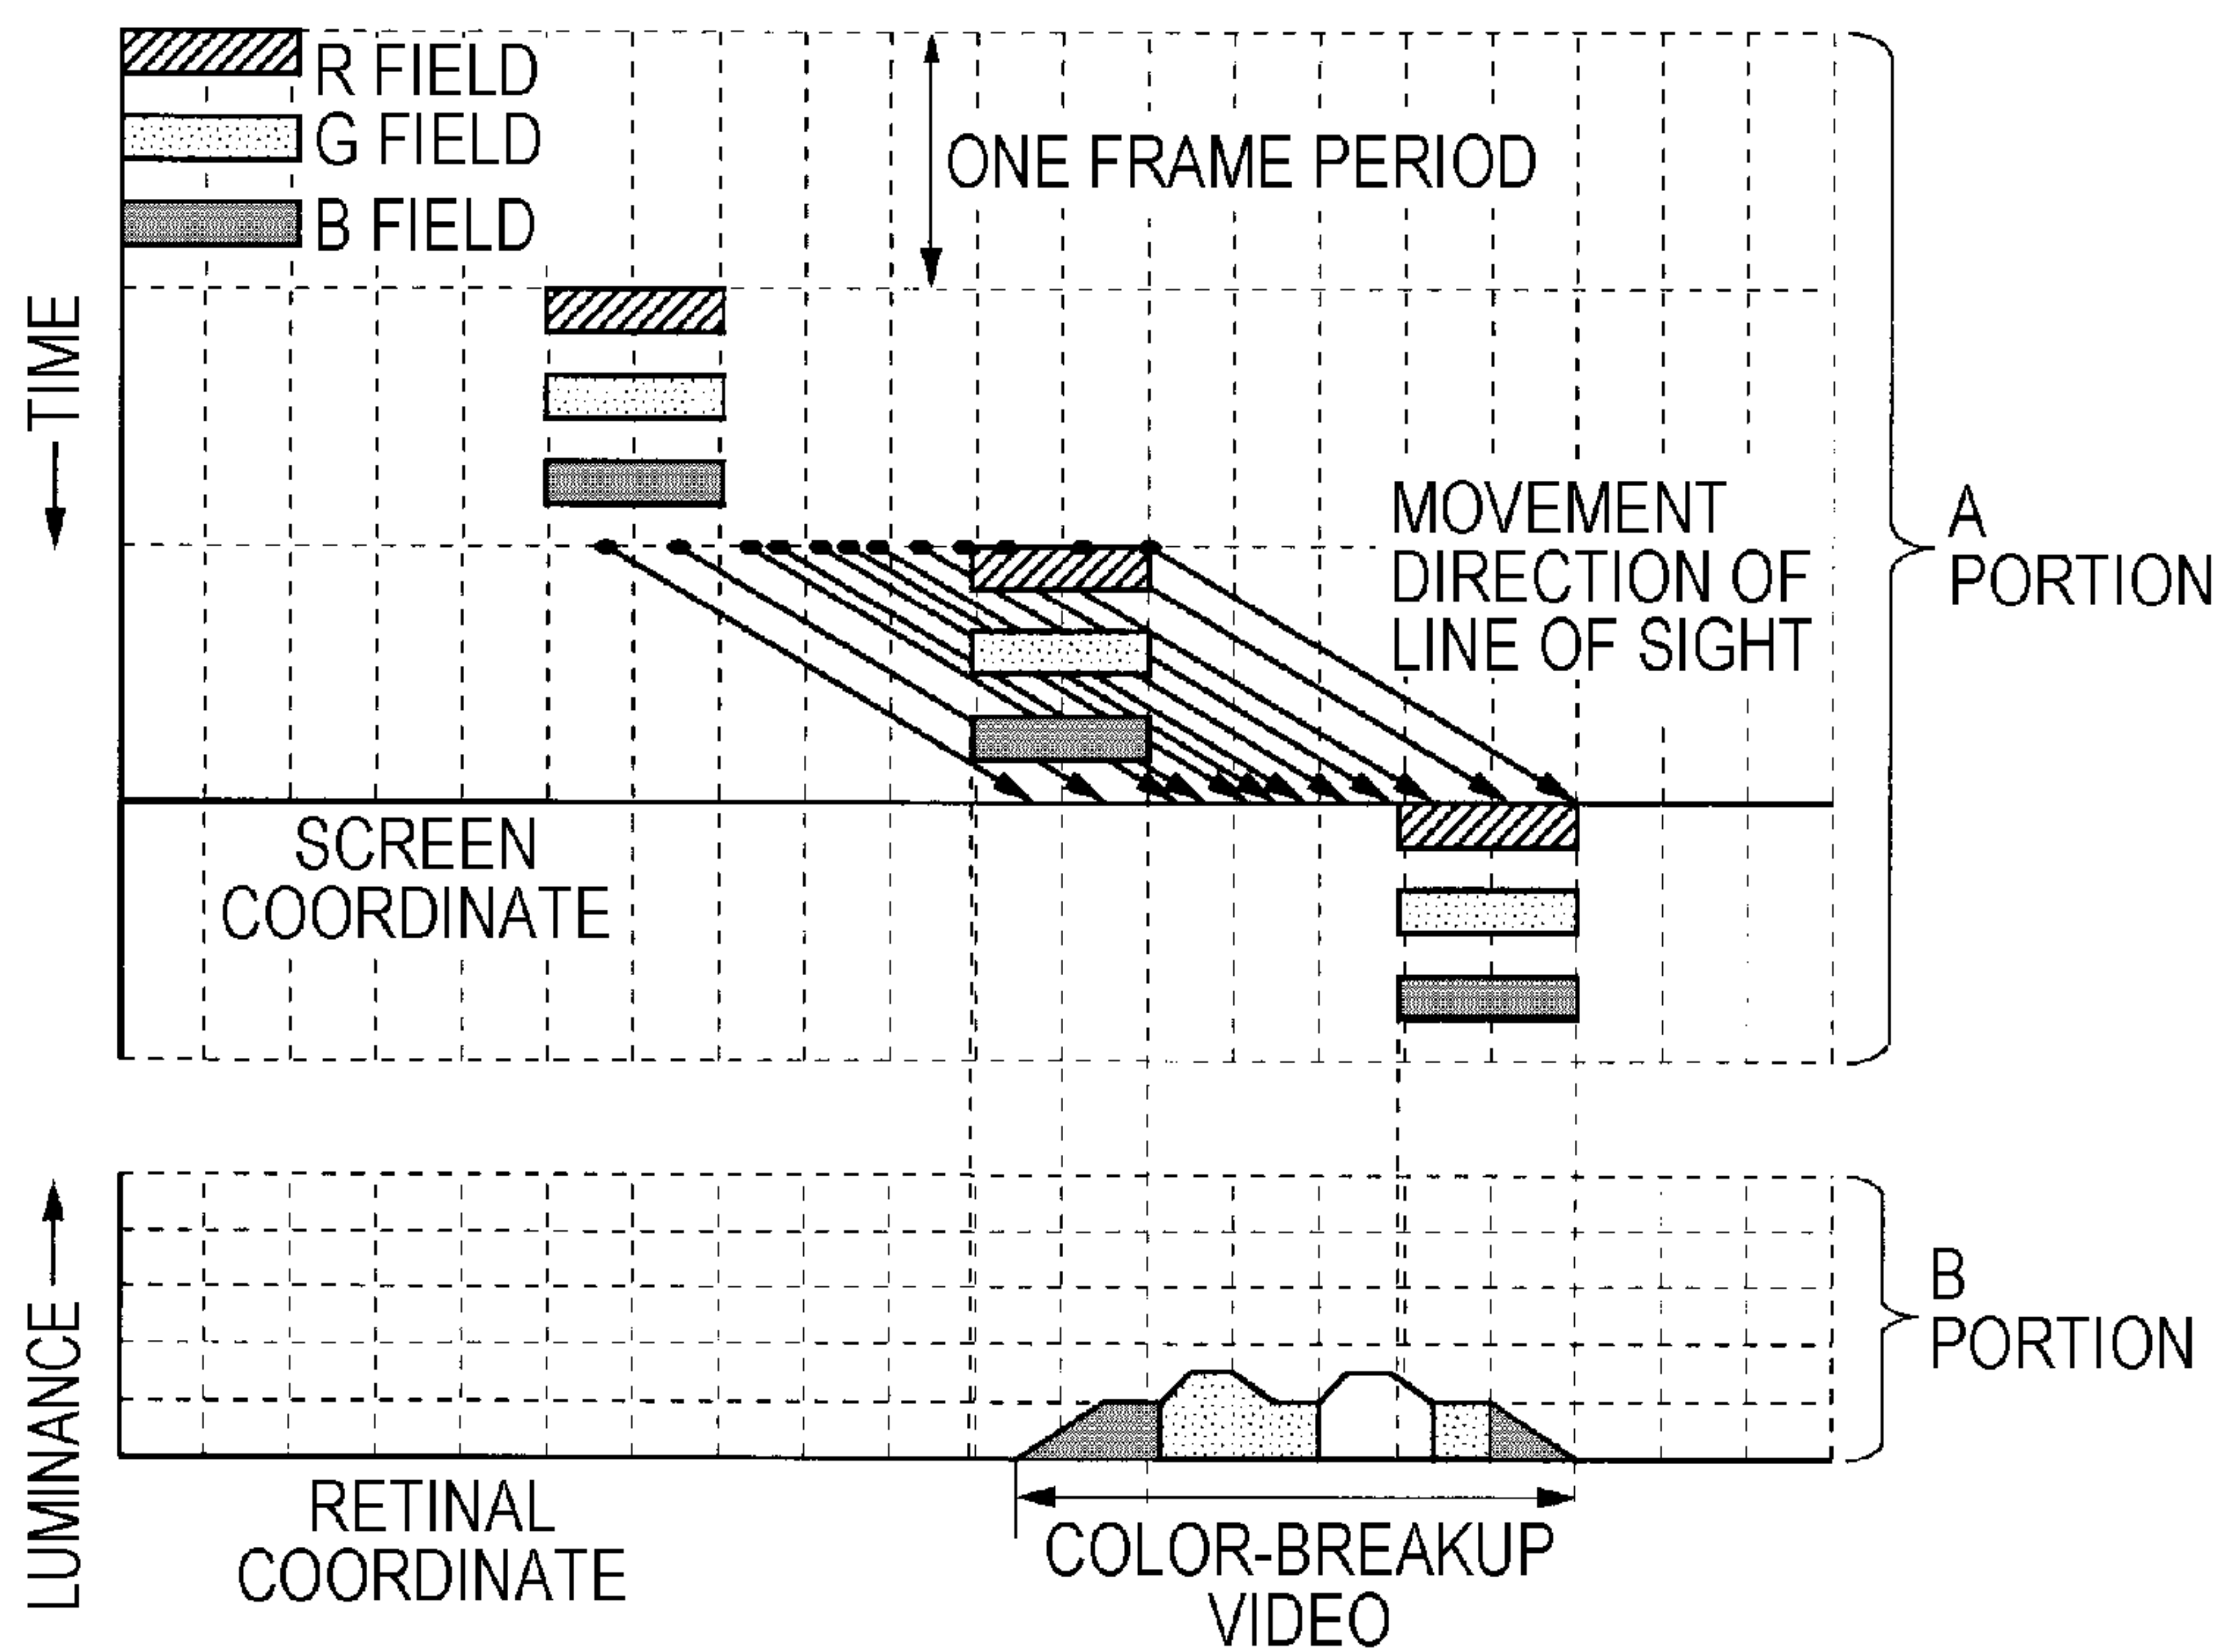 R FIELD
G FIELD
B FIELD
ONE FRAME PERIOD
TIME
MOVEMENT
DIRECTION OF
LINE OF SIGHT
A
PORTION
SCREEN
COORDINATE
LUMINANCE
B
PORTION
RETINAL
COORDINATE
COLOR-BREAKUP
VIDEO